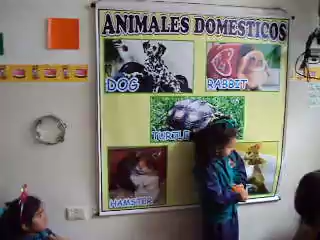 ANIMALES DOMESTICOS
DOG
RABBIT
TURTLE
HAMSTER